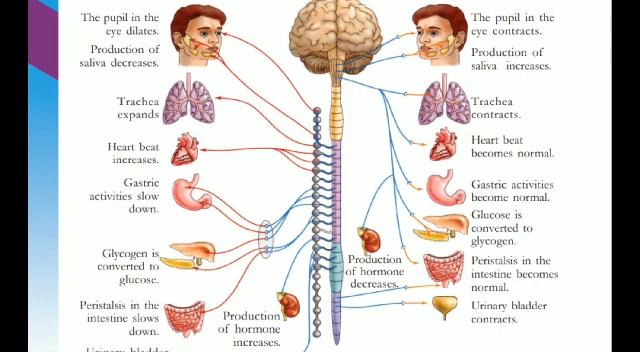 The pupil in the
eye dilates.
Production of
saliva decreases.
Trachea
expands
Heart beat
increases.
Gastric
activities slow
down.
Glycogen is
converted to
glucose.
Peristalsis in the
intestine slows
down.
Urinary bladder
Production
of hormone
increases.
Production
of hormone
decreases.
The pupil in the
eye contracts.
Production of
saliva increases.
Trachea
contracts.
Heart beat
becomes normal.
Gastric activities
become normal.
Glucose is
converted to
glycogen.
Peristalsis in the
intestine becomes
normal.
Urinary bladder
contracts.